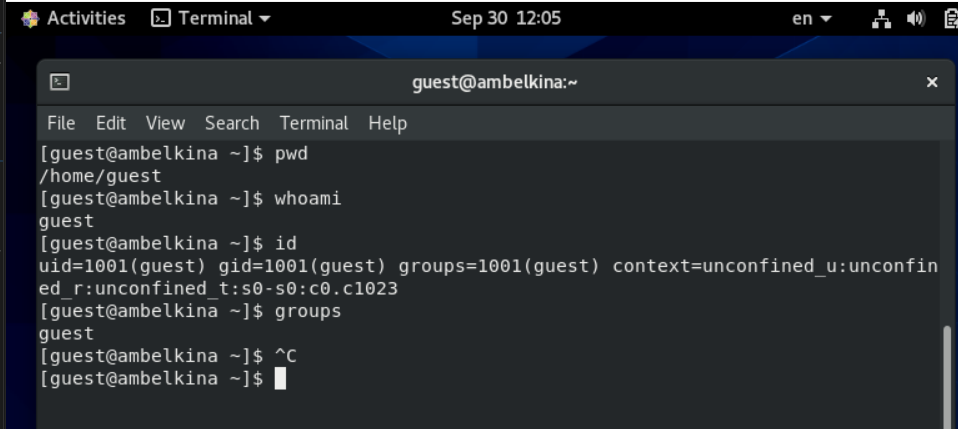 Activities Terminal Sep 30 12:05 en
guest@ambelkina:~ ×
File Edit View Search Terminal Help
[guest@ambelkina ~]$ pwd
/home/guest
[guest@ambelkina ~]$ whoami
guest
[guest@ambelkina ~]$ id
uid=1001(guest) gid=1001(guest) groups=1001(guest) context=unconfined_u:unconfin
ed_r:unconfined_t:s0-s0:c0.c1023
[guest@ambelkina ~]$ groups
guest
[guest@ambelkina ~]$ ^C
[guest@ambelkina ~]$